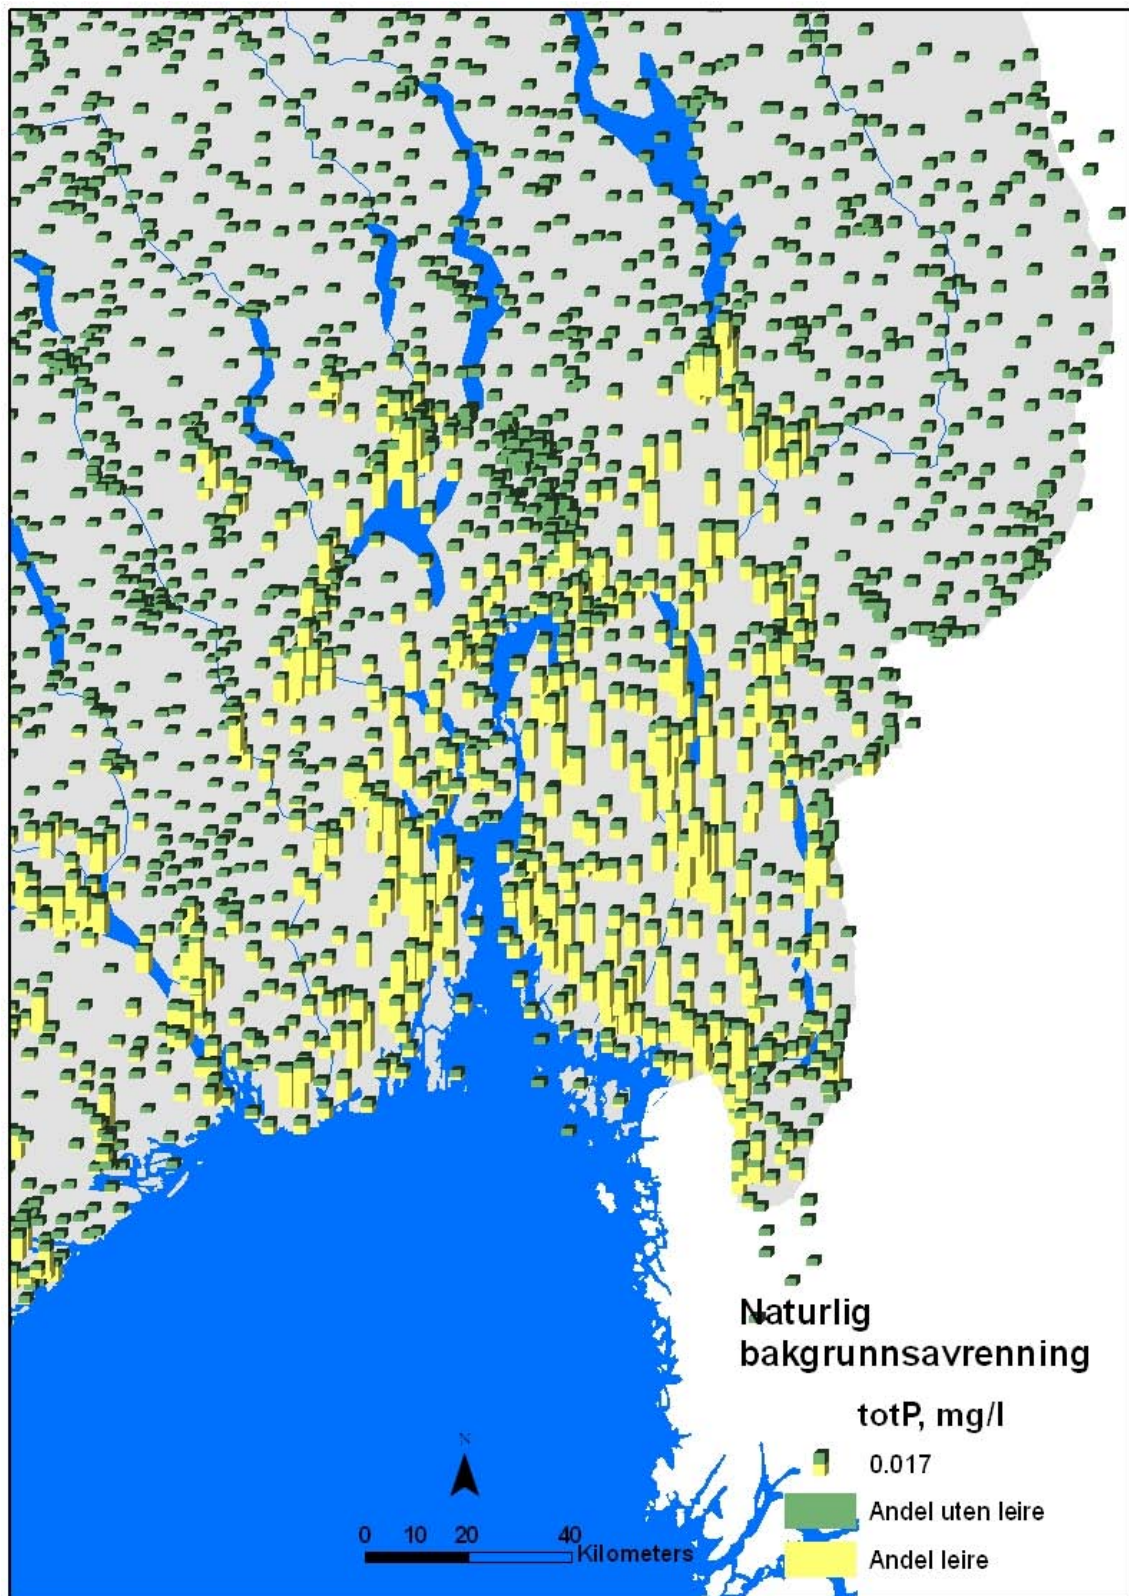 Naturlig
bakgrunnsavrenning
totP, mg/l
0.017
Andel uten leire
Andel leire
N
0 10 20 40
Kilometers